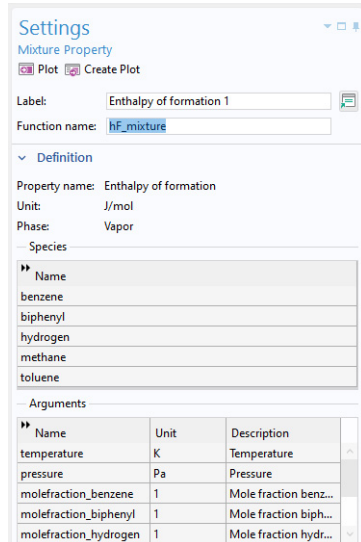 Settings
Mixture Property
Plot Create Plot
Label: Enthalpy of formation 1
Function name: hF_mixture
Definition
Property name: Enthalpy of formation
Unit: J/mol
Phase: Vapor
Species
Name
benzene
biphenyl
hydrogen
methane
toluene
Arguments
Name Unit Description
temperature K Temperature
pressure Pa Pressure
molefraction_benzene 1 Mole fraction benz...
molefraction_biphenyl 1 Mole fraction biph...
molefraction_hydrogen 1 Mole fraction hydr...